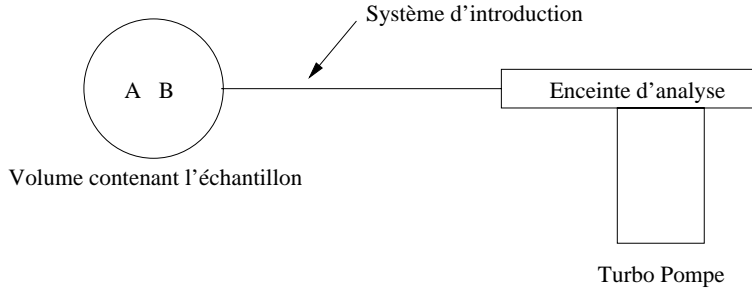 Système d'introduction
A B
Enceinte d'analyse
Volume contenant l'échantillon
Turbo Pompe